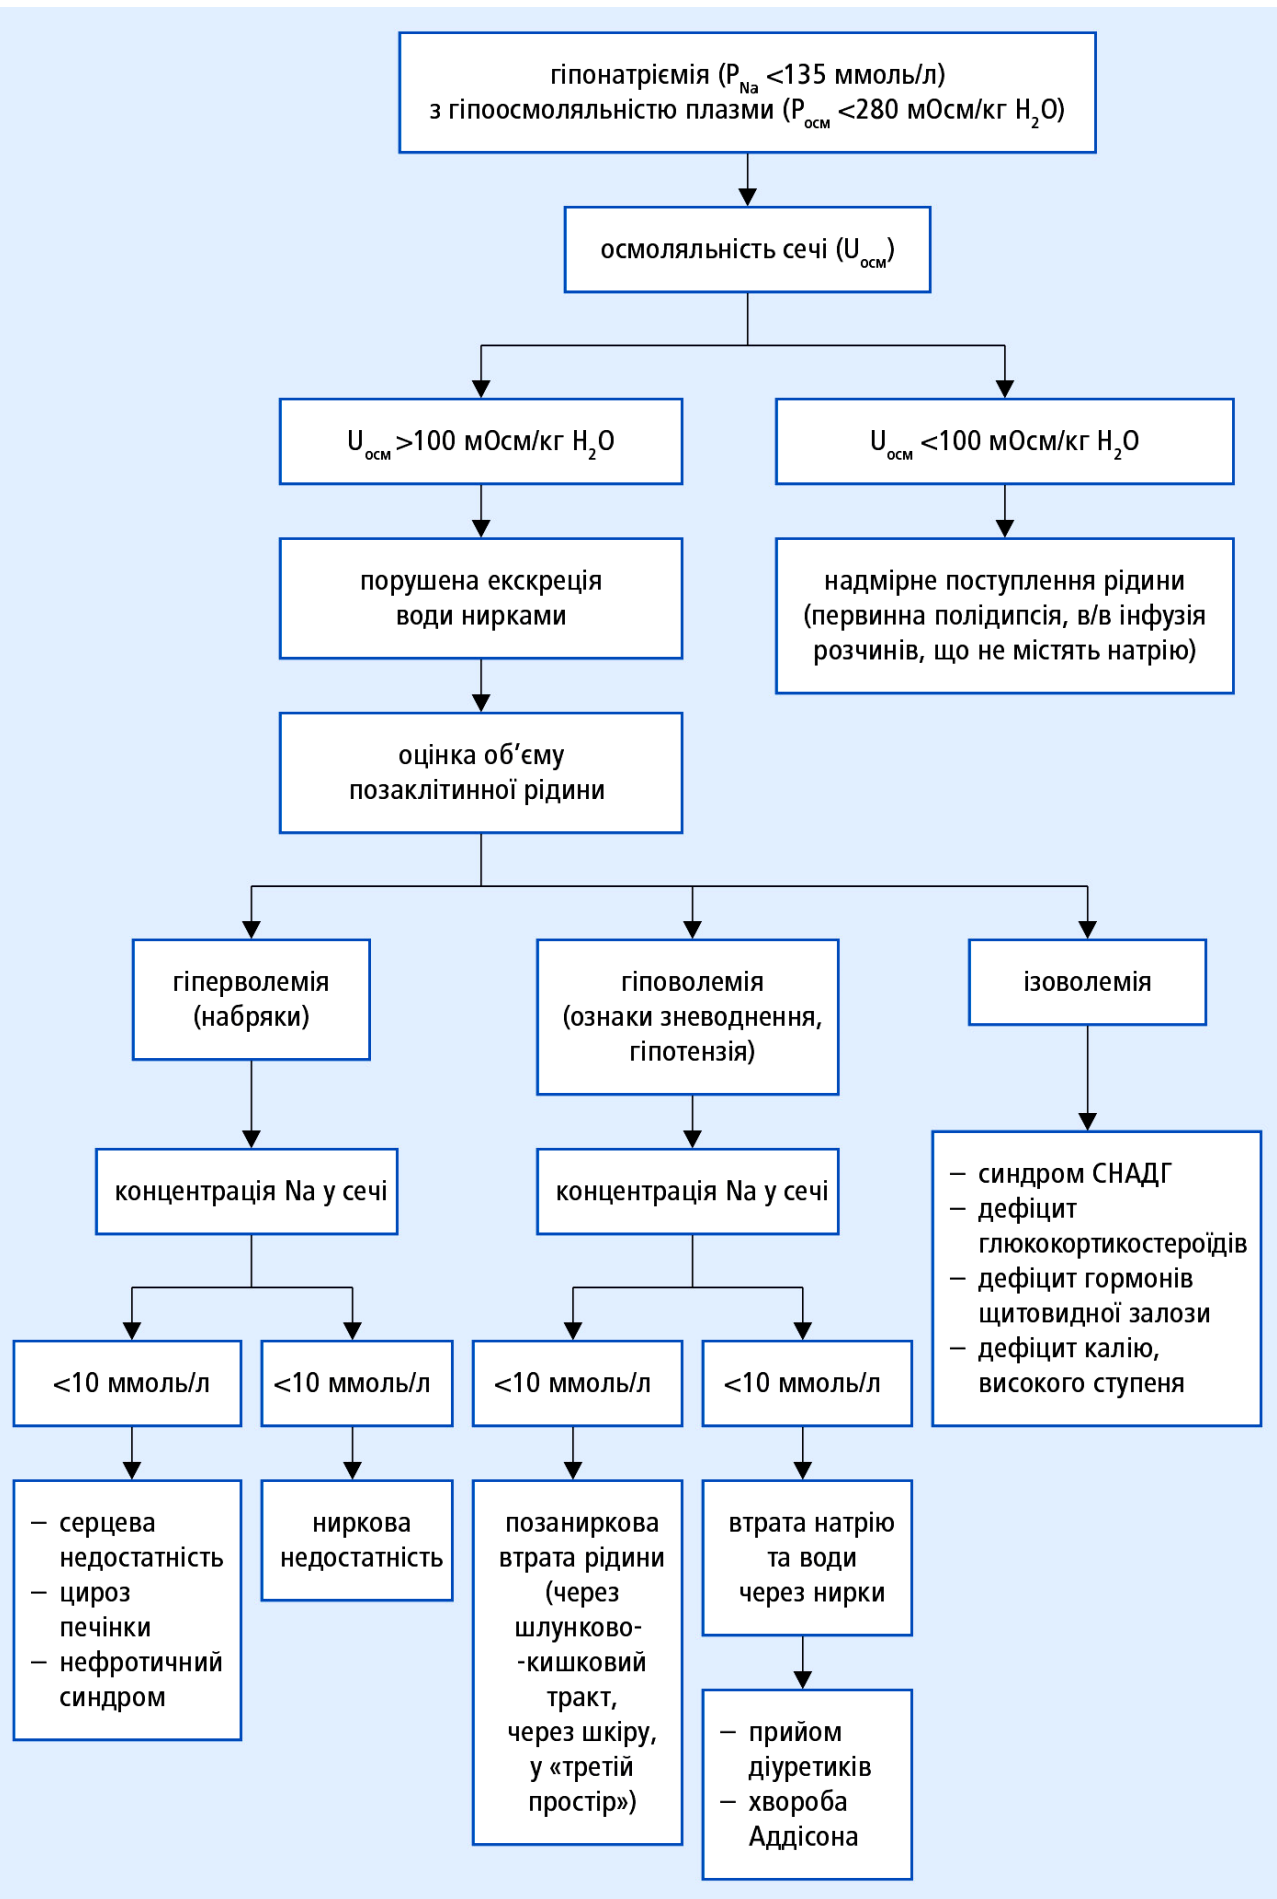 гіпонатріємія (PNa <135 ммоль/л)
з гіпоосмоляльністю плазми (Pосм <280 мОсм/кг H2O)
осмоляльність сечі (Uосм)
Uосм >100 мОсм/кг H2O
Uосм <100 мОсм/кг H2O
порушена екскреція
води нирками
надмірне поступлення рідини
(первинна полідипсія, в/в інфузія
розчинів, що не містять натрію)
оцінка об’єму
позаклітинної рідини
гіперволемія
(набряки)
гіповолемія
(ознаки зневоднення,
гіпотензія)
ізоволемія
концентрація Na у сечі
концентрація Na у сечі
– синдром СНАДГ
– дефіцит
глюкокортикостероїдів
– дефіцит гормонів
щитовидної залози
– дефіцит калію,
високого ступеня
<10 ммоль/л
<10 ммоль/л
<10 ммоль/л
<10 ммоль/л
– серцева
недостатність
– цироз
печінки
– нефротичний
синдром
ниркова
недостатність
позаниркова
втрата рідини
(через
шлунково-
-кишковий
тракт,
через шкіру,
у «третій
простір»)
втрата натрію
та води
через нирки
– прийом
діуретиків
– хвороба
Аддісона